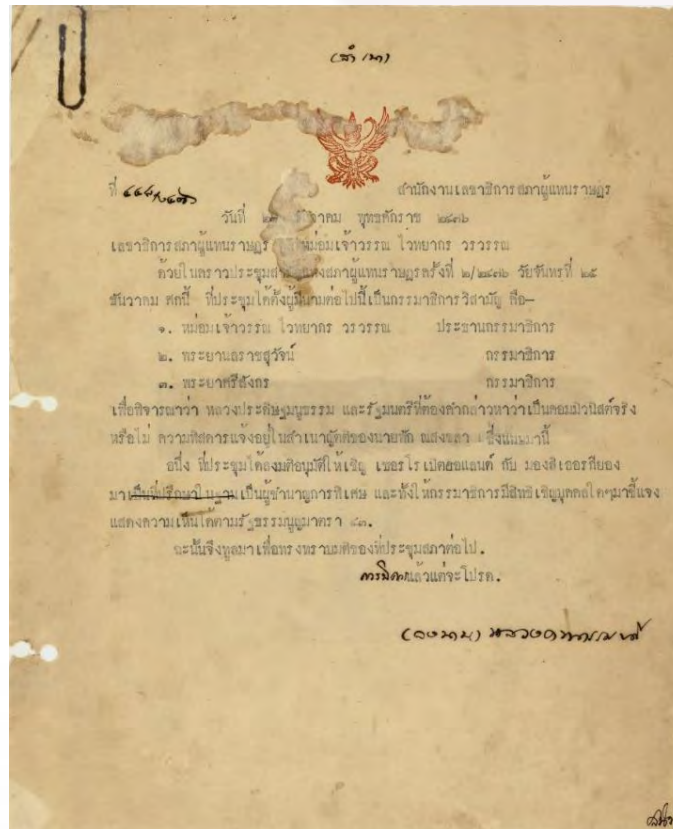 (สำเนา)
ที่ สำนักงานเลขาธิการสภาผู้แทนราษฎร
วันที่ ธันวาคม พุทธศักราช ๒๔๗๖
เลขาธิการสภาผู้แทนราษฎร หม่อมเจ้าวรรณ ไวทยากร วรวรรณ
ด้วยในคราวประชุมสภาผู้แทนราษฎรครั้งที่ ๒/๒๔๗๖ วันจันทรที่ ๒๕
ธันวาคม ศกนี้ ที่ประชุมได้ตั้งผู้มีนามต่อไปนี้เป็นกรรมาธิการวิสามัญ คือ–
๑. หม่อมเจ้าวรรณ ไวทยากร วรวรรณ ประธานกรรมาธิการ
๒. พระยานลราชสุวัจน์ กรรมาธิการ
๓. พระยาศรีสังกร กรรมาธิการ
เพื่อพิจารณาว่า หลวงประดิษฐมนูธรรม และรัฐมนตรีที่ต้องคำกล่าวหาว่าเป็นคอมมิวนิสต์จริง
หรือไม่ ความพิสดารแจ้งอยู่ในสำเนาญัตติของนายทัก ณสงขลา ซึ่งแนบมานี้
อนึ่ง ที่ประชุมได้ลงมติอนุมัติให้เชิญ เซอรโรเบิตฮอแลนด์ กับ มองสิเออรกียอง
มาเป็นที่ปรึกษาในฐานเป็นผู้ชำนาญการพิเศษ และทั้งให้กรรมาธิการมีสิทธิเชิญบุคคลใดๆมาชี้แจง
แสดงความเห็นได้ตามรัฐธรรมนูญมาตรา ๔๓.
ฉะนั้นจึงทูลมาเพื่อทรงทราบมติของที่ประชุมสภาต่อไป.
ควรมิควรแล้วแต่จะโปรด.
(ลงนาม)